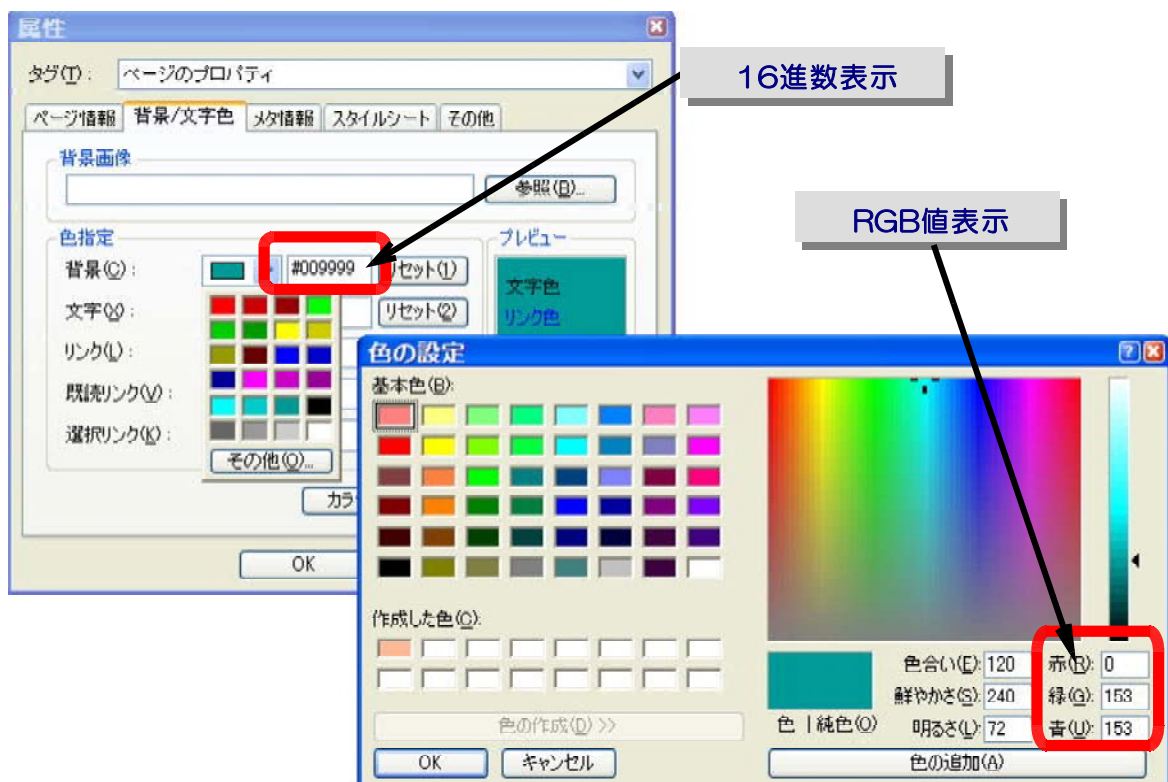 属性
タグ(T): ページのプロパティ
16進数表示
ページ情報 背景/文字色 メタ情報 スタイルシート その他
背景画像
参照(B)...
RGB値表示
色指定
プレビュー
背景(C): #009999 リセット(1)
文字(X): リセット(2)
リンク(L):
既読リンク(V):
選択リンク(K):
その他(O)...
文字色
リンク色
カラ
OK
色の設定
基本色(B):
作成した色(C):
色の作成(D) >>
OK キャンセル
色 | 純色(O)
色合い(E): 120 赤(R): 0
鮮やかさ(S): 240 緑(G): 153
明るさ(L): 72 青(U): 153
色の追加(A)